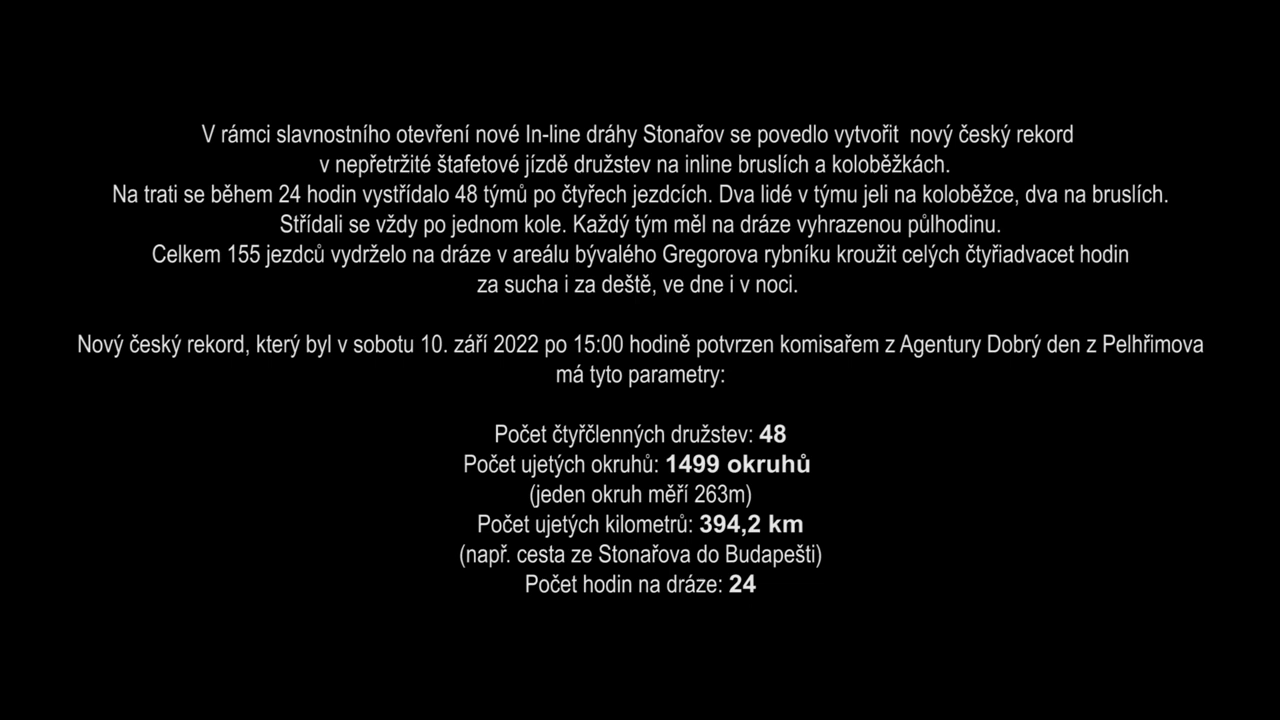 V rámci slavnostního otevření nové In-line dráhy Stonařov se povedlo vytvořit  nový český rekord
v nepřetržité štafetové jízdě družstev na inline bruslích a koloběžkách.
Na trati se během 24 hodin vystřídalo 48 týmů po čtyřech jezdcích. Dva lidé v týmu jeli na koloběžce, dva na bruslích.
Střídali se vždy po jednom kole. Každý tým měl na dráze vyhrazenou půlhodinu.
Celkem 155 jezdců vydrželo na dráze v areálu bývalého Gregorova rybníku kroužit celých čtyřiadvacet hodin
za sucha i za deště, ve dne i v noci.
Nový český rekord, který byl v sobotu 10. září 2022 po 15:00 hodině potvrzen komisařem z Agentury Dobrý den z Pelhřimova
má tyto parametry:
Počet čtyřčlenných družstev: 48
Počet ujetých okruhů: 1499 okruhů
(jeden okruh měří 263m)
Počet ujetých kilometrů: 394,2 km
(např. cesta ze Stonařova do Budapešti)
Počet hodin na dráze: 24